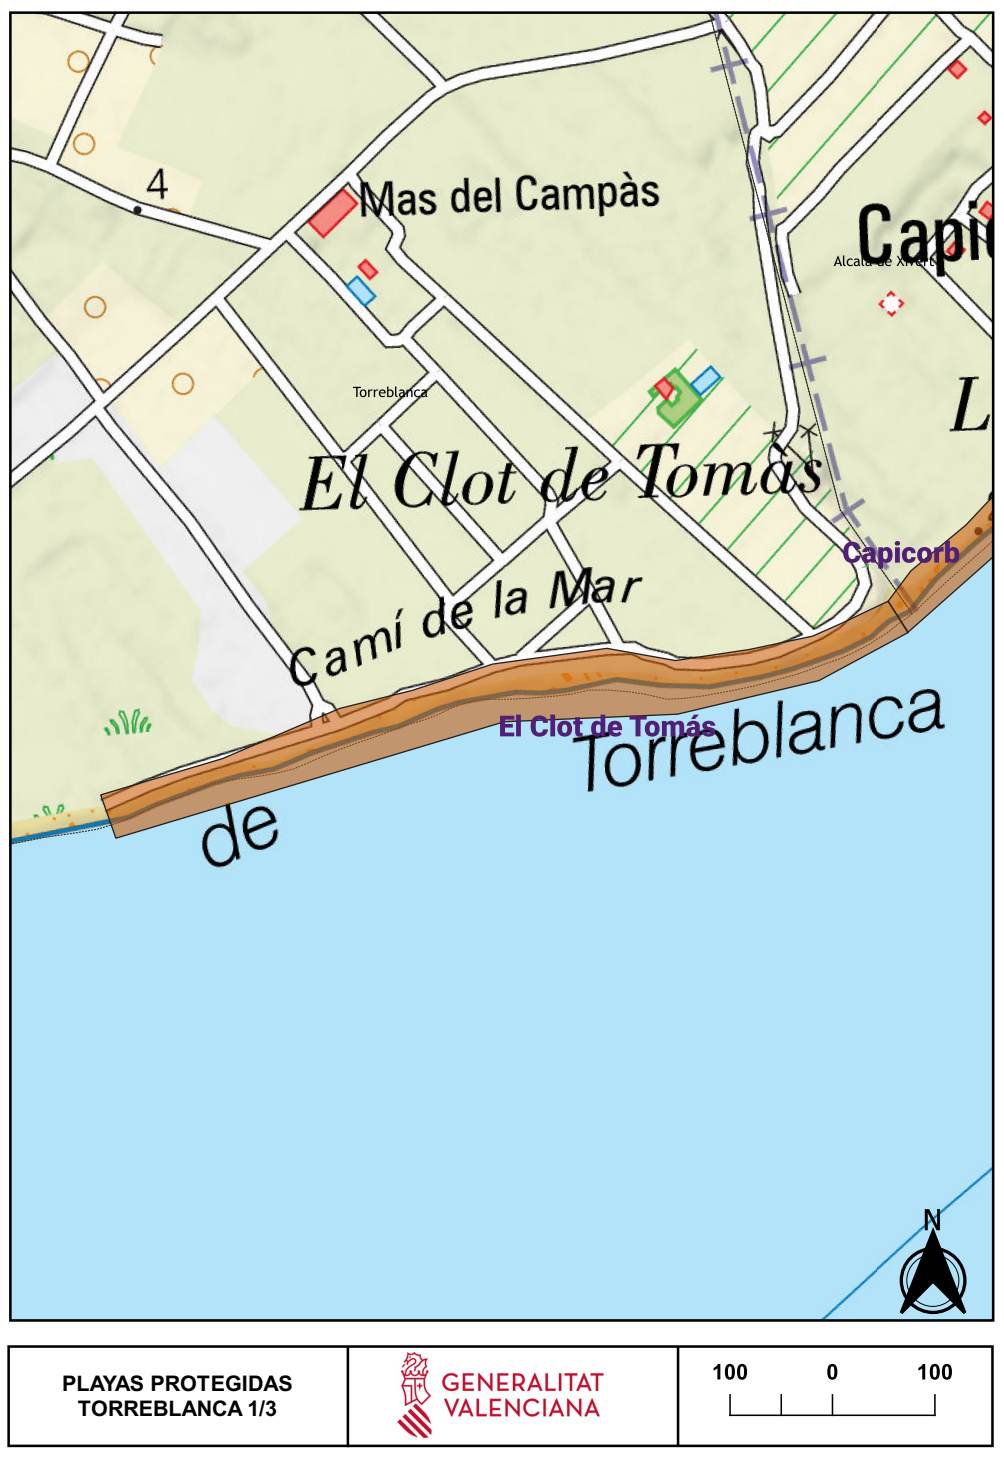 4
Mas del Campàs
Alcalà de Xivert
Torreblanca
El Clot de Tomàs
Capicorb
Camí de la Mar
El Clot de Tomás
Torreblanca
de
N
PLAYAS PROTEGIDAS
TORREBLANCA 1/3
GENERALITAT
VALENCIANA
100 0 100